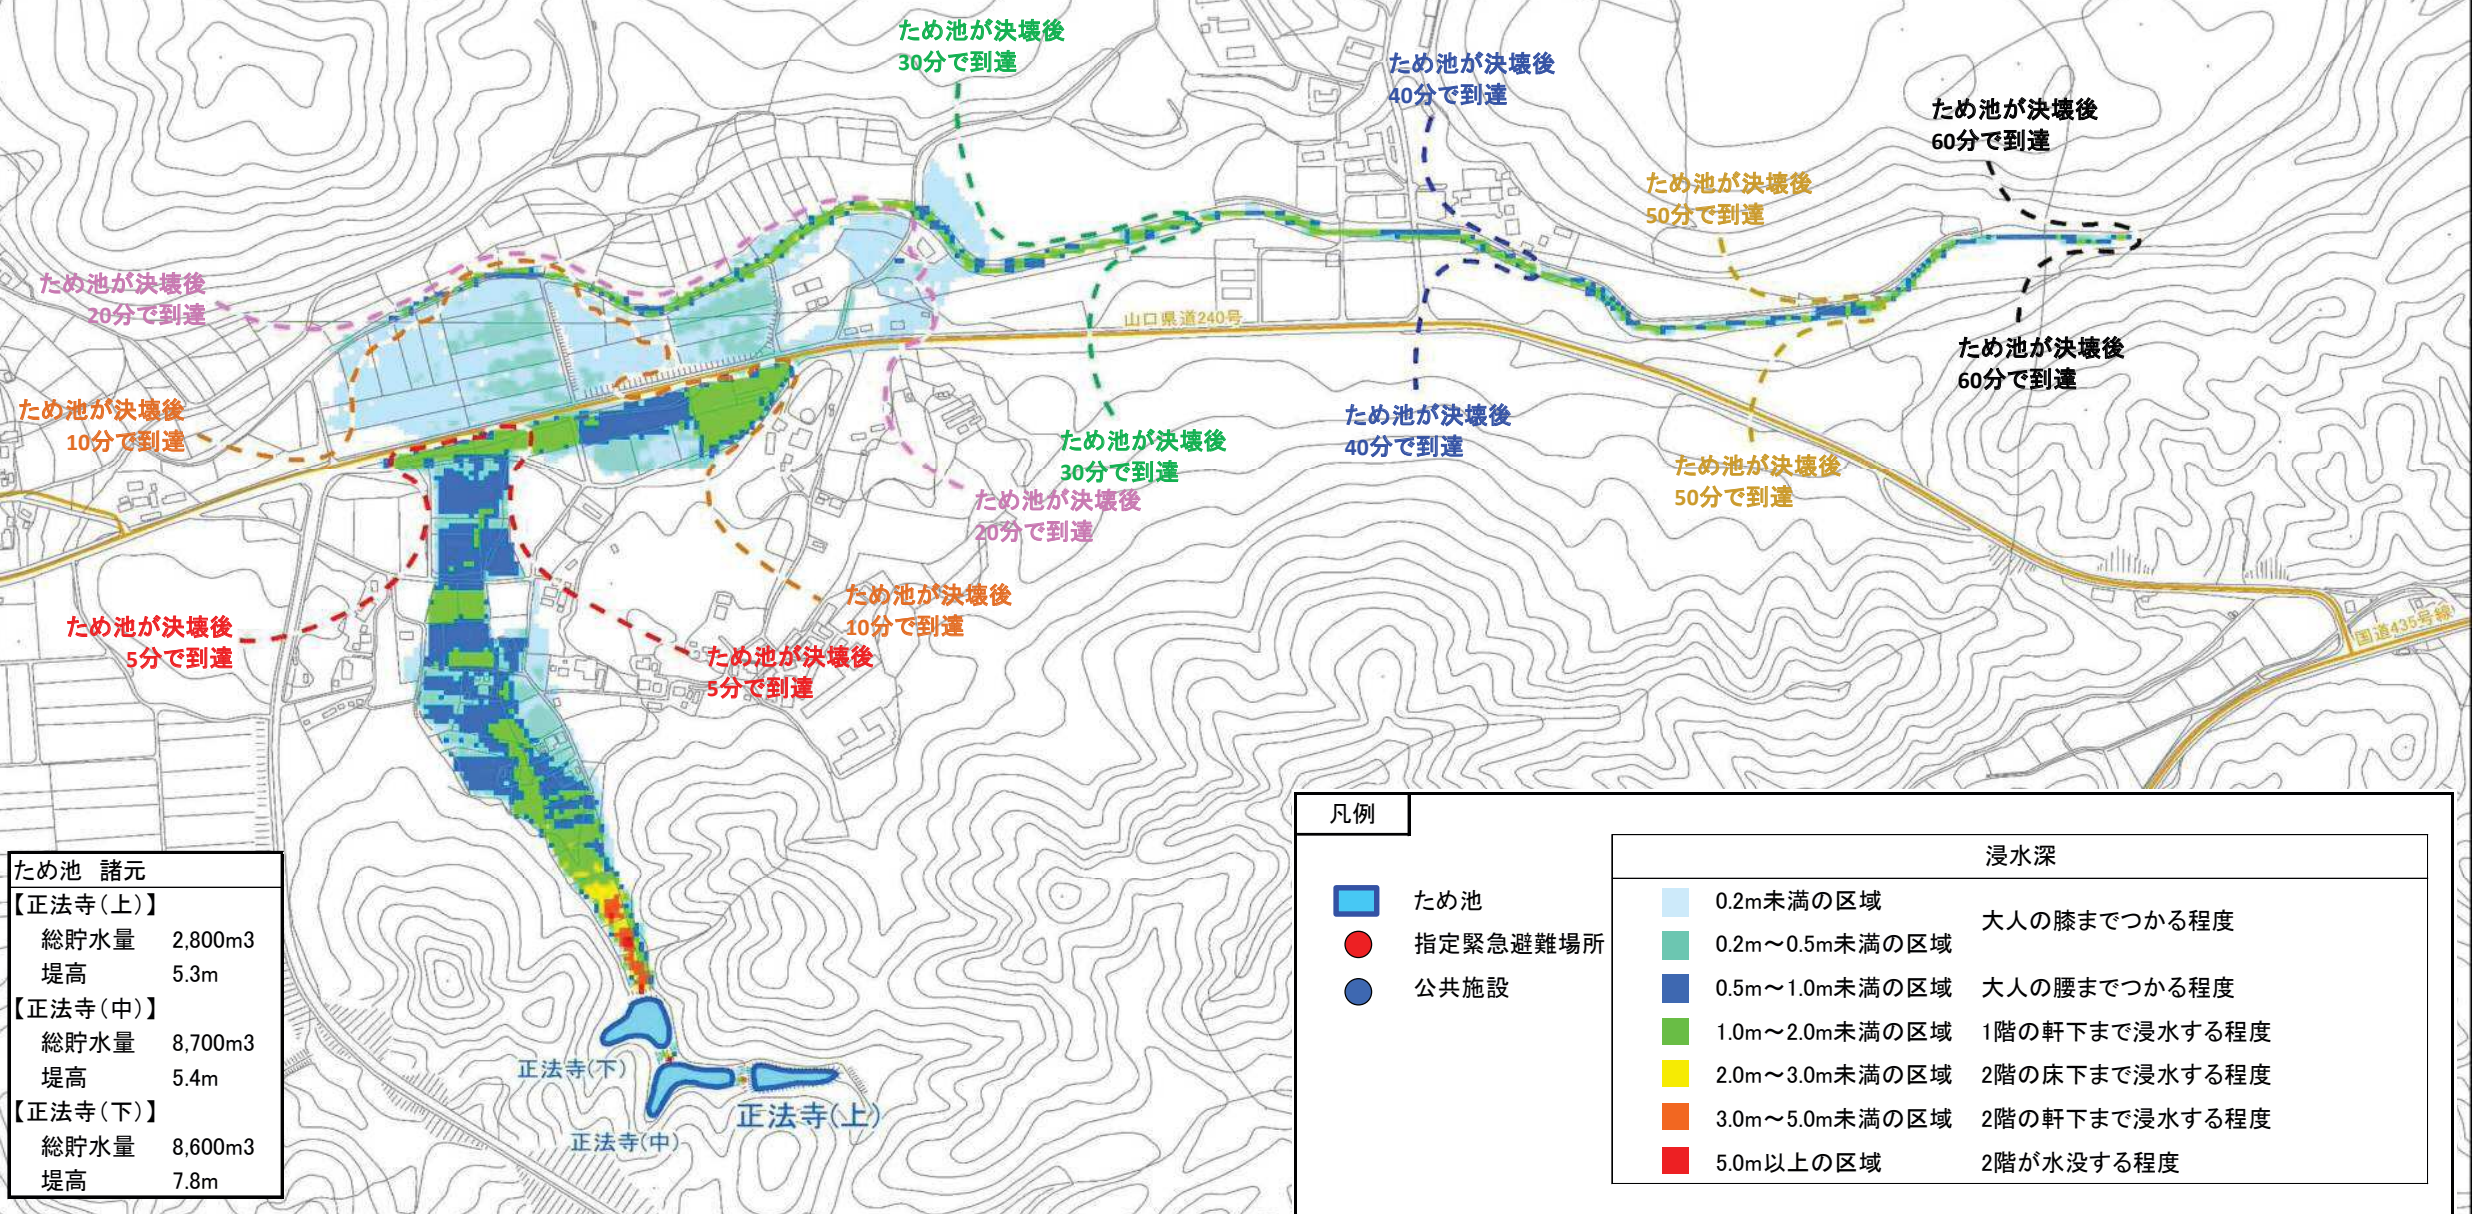 ため池が決壊後
30分で到達
ため池が決壊後
40分で到達
ため池が決壊後
60分で到達
ため池が決壊後
50分で到達
ため池が決壊後
20分で到達
山口県道240号
ため池が決壊後
60分で到達
ため池が決壊後
10分で到達
ため池が決壊後
40分で到達
ため池が決壊後
30分で到達
ため池が決壊後
50分で到達
ため池が決壊後
20分で到達
ため池が決壊後
10分で到達
ため池が決壊後
5分で到達
国道435号線
ため池が決壊後
5分で到達
正法寺(下)
正法寺(上)
正法寺(中)
ため池 諸元
【正法寺(上)】
総貯水量 2,800m3
堤高 5.3m
【正法寺(中)】
総貯水量 8,700m3
堤高 5.4m
【正法寺(下)】
総貯水量 8,600m3
堤高 7.8m
凡例
ため池
指定緊急避難場所
公共施設
浸水深
0.2m未満の区域
大人の膝までつかる程度
0.2m～0.5m未満の区域
0.5m～1.0m未満の区域 大人の腰までつかる程度
1.0m～2.0m未満の区域 1階の軒下まで浸水する程度
2.0m～3.0m未満の区域 2階の床下まで浸水する程度
3.0m～5.0m未満の区域 2階の軒下まで浸水する程度
5.0m以上の区域 2階が水没する程度